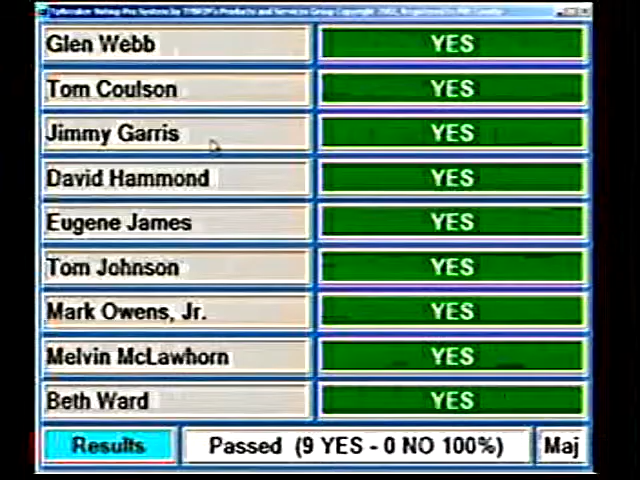 Glen Webb YES
Tom Coulson YES
Jimmy Garris YES
David Hammond YES
Eugene James YES
Tom Johnson YES
Mark Owens, Jr. YES
Melvin McLawhorn YES
Beth Ward YES
Results Passed (9 YES - 0 NO 100%) Maj